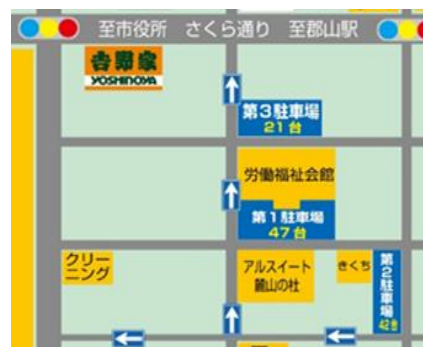 至市役所 さくら通り 至郡山駅
吉野家
YOSHINOYA
第3駐車場
21台
労働福祉会館
第1駐車場
47台
クリー
ニング
アルスイート
麓山の杜
きくち
第2駐車場
42台